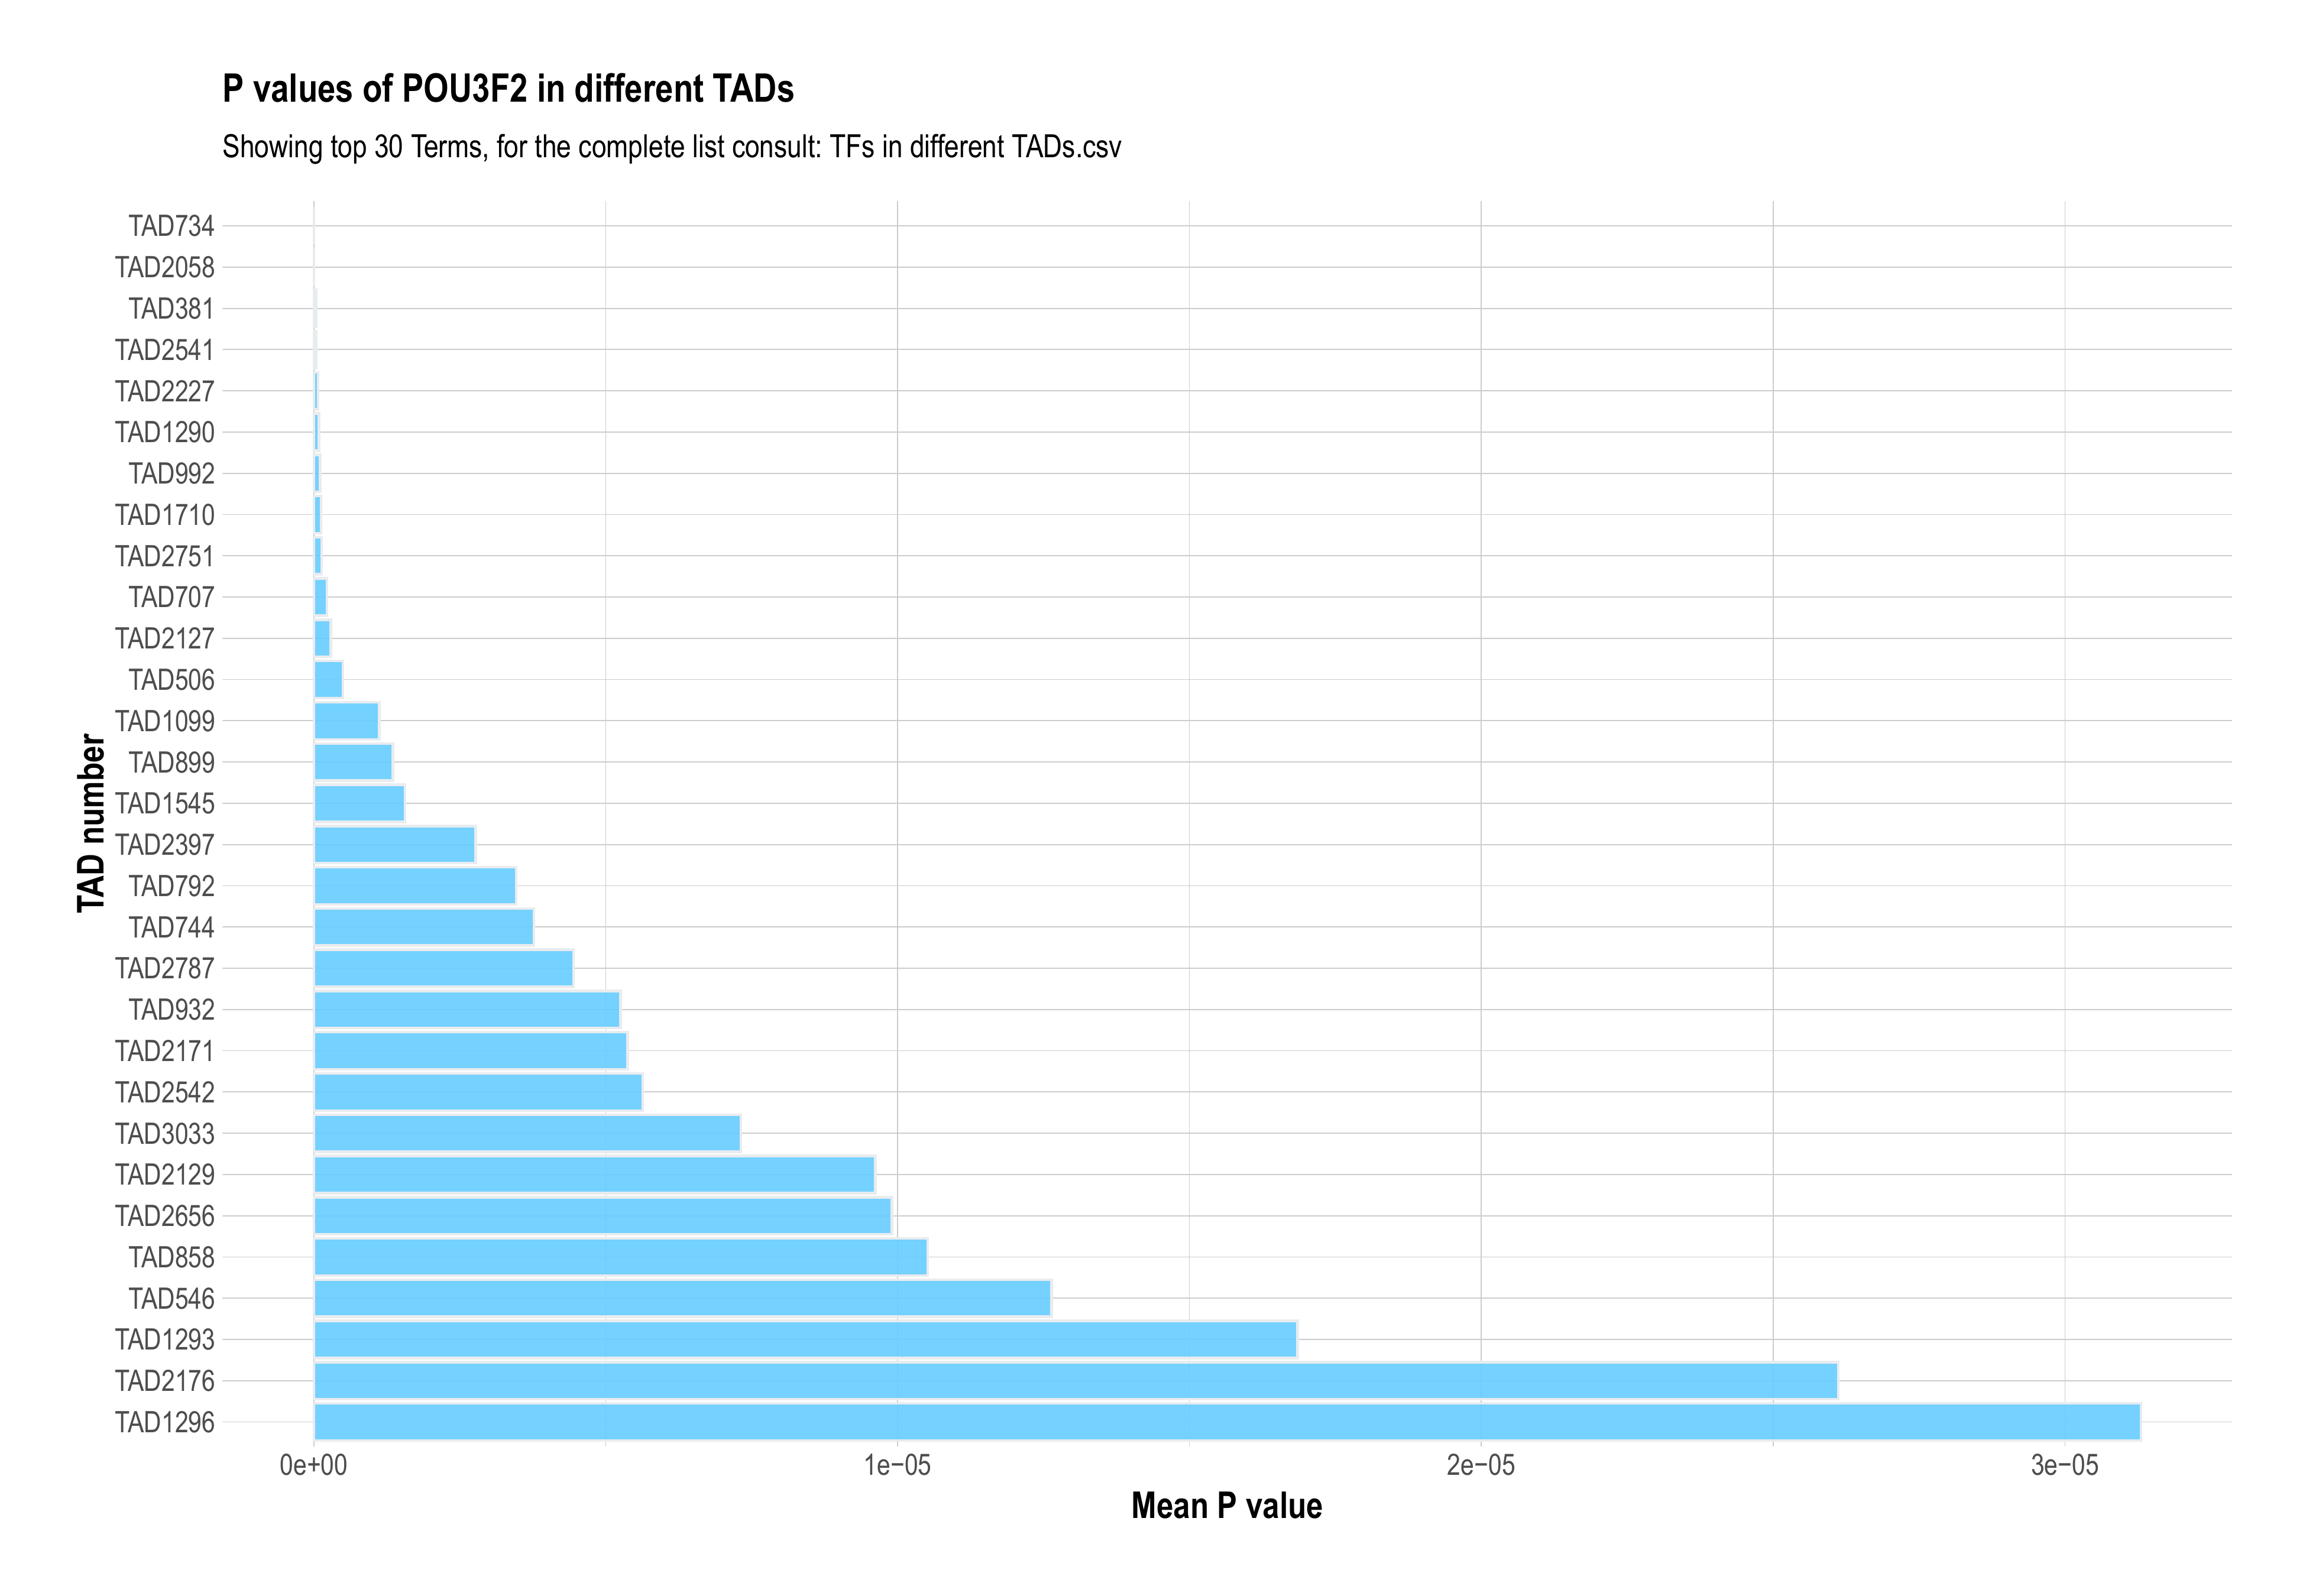 P values of POU3F2 in different TADs
Showing top 30 Terms, for the complete list consult: TFs in different TADs.csv
TAD number
TAD734
TAD2058
TAD381
TAD2541
TAD2227
TAD1290
TAD992
TAD1710
TAD2751
TAD707
TAD2127
TAD506
TAD1099
TAD899
TAD1545
TAD2397
TAD792
TAD744
TAD2787
TAD932
TAD2171
TAD2542
TAD3033
TAD2129
TAD2656
TAD858
TAD546
TAD1293
TAD2176
TAD1296
0e+00 1e−05 2e−05 3e−05
Mean P value